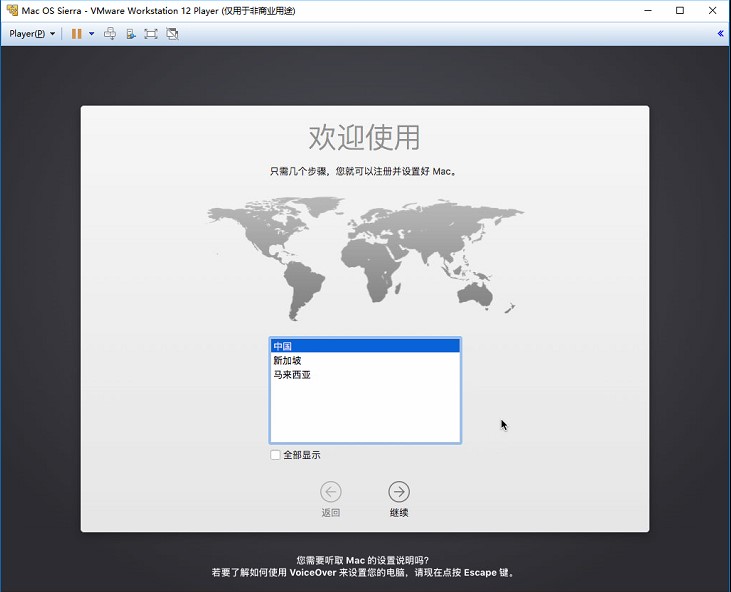 Mac OS Sierra - VMware Workstation 12 Player (仅用于非商业用途)
Player(P)
欢迎使用
只需几个步骤，您就可以注册并设置好 Mac。
中国
新加坡
马来西亚
全部显示
返回
继续
您需要听取 Mac 的设置说明吗？
若要了解如何使用 VoiceOver 来设置您的电脑，请现在点按 Escape 键。